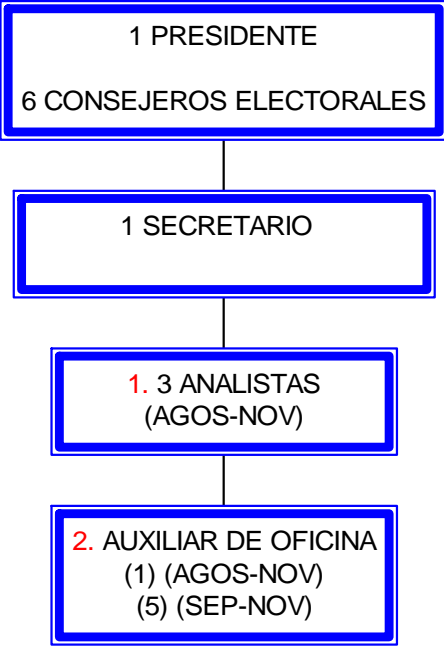 1 PRESIDENTE
6 CONSEJEROS ELECTORALES
1 SECRETARIO
1. 3 ANALISTAS
(AGOS-NOV)
2. AUXILIAR DE OFICINA
(1) (AGOS-NOV)
(5) (SEP-NOV)